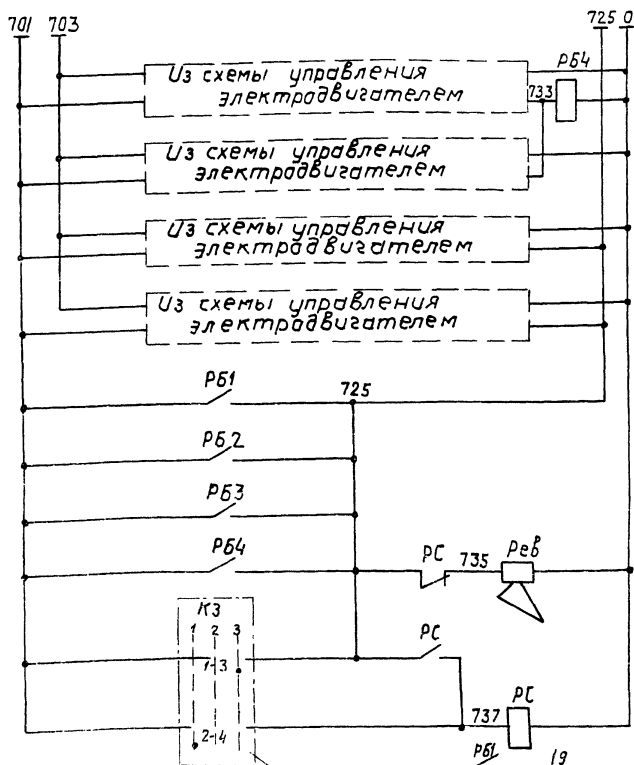 701 703 725 0
Из схемы управления
электродвигателем
РБ4
733
Из схемы управления
электродвигателем
Из схемы управления
электродвигателем
Из схемы управления
электродвигателем
РБ1
725
РБ2
РБ3
РБ4
РС 735 Рев
КЗ
1 2 3
1-3
РС
2-4
737
РС
РБ1
19